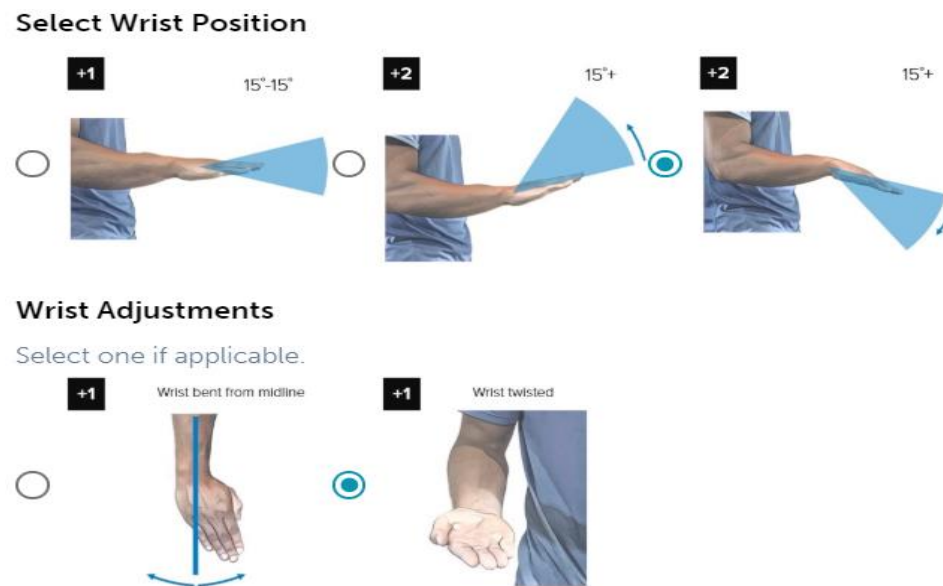 Select Wrist Position
+1 15°-15° +2 15°+ +2 15°+
Wrist Adjustments
Select one if applicable.
+1 Wrist bent from midline +1 Wrist twisted